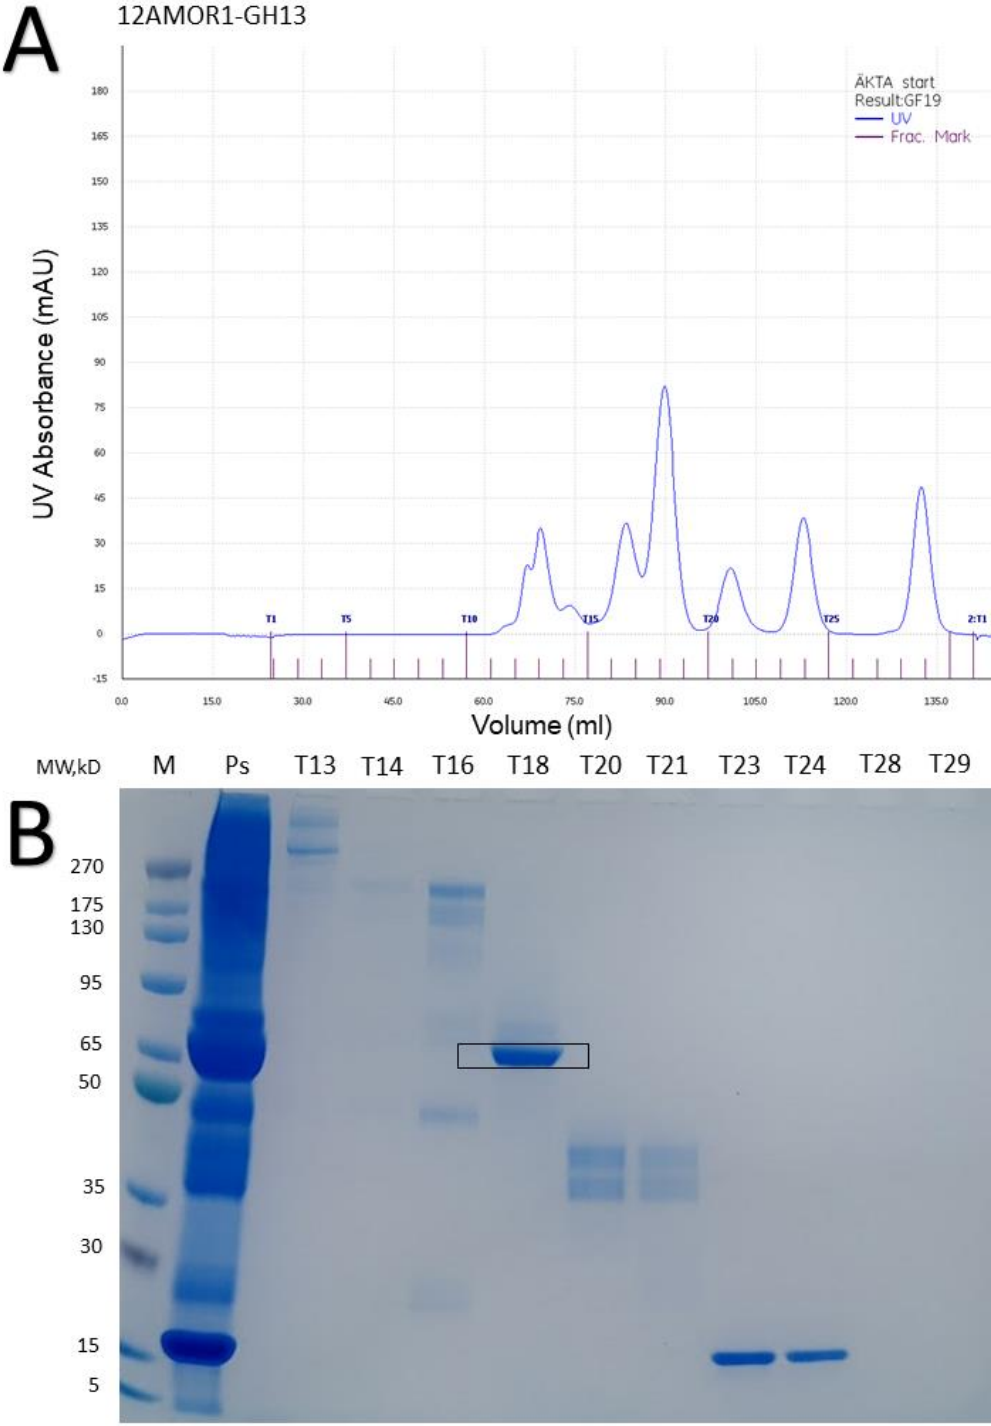 A
12AMOR1-GH13
ÄKTA start
Result:GF19
UV
Frac. Mark
180
165
150
135
120
105
90
75
60
45
30
15
0
-15
UV Absorbance (mAU)
T1 T5 T10 T15 T20 T25 2:T1
0.0 15.0 30.0 45.0 60.0 75.0 90.0 105.0 120.0 135.0
Volume (ml)
MW,kD M Ps T13 T14 T16 T18 T20 T21 T23 T24 T28 T29
B
270
175
130
95
65
50
35
30
15
5